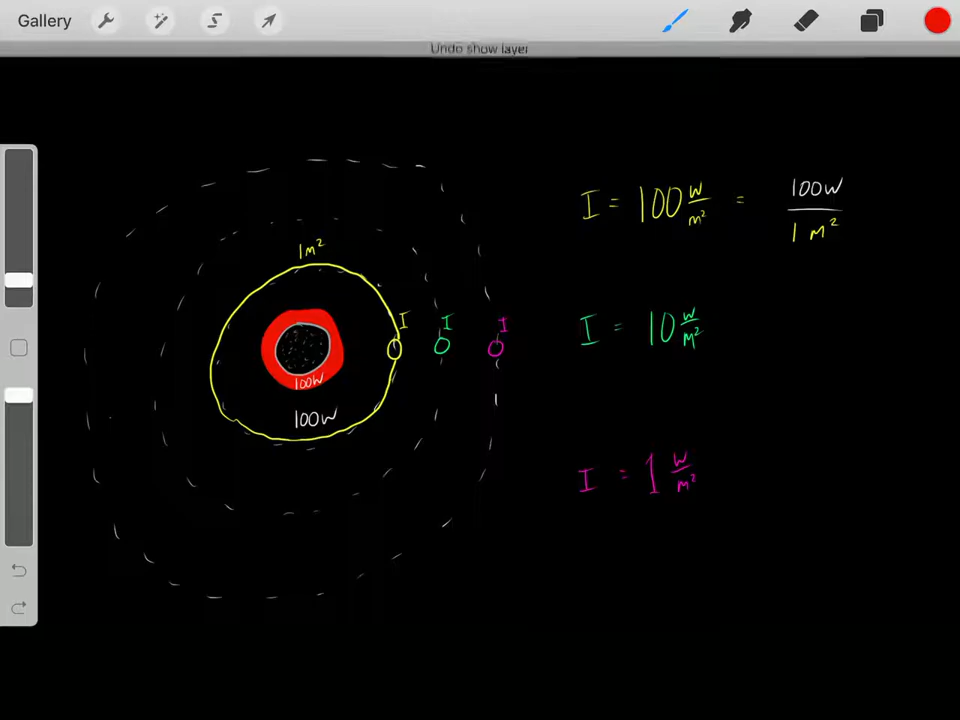 Gallery
Undo show layer
1m²
I
I
I
100W
100W
I = 100 W/m² = 100W / 1 m²
I = 10 W/m²
I = 1 W/m²